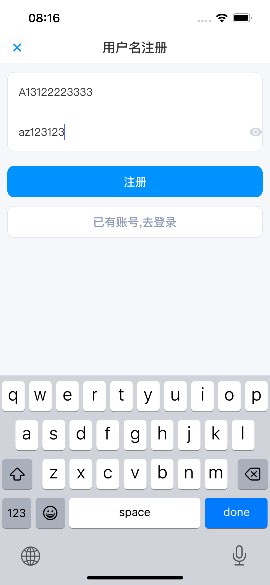 08:16
用户名注册
A13122223333
az123123
注册
已有账号,去登录
q w e r t y u i o p
a s d f g h j k l
z x c v b n m
123 space done